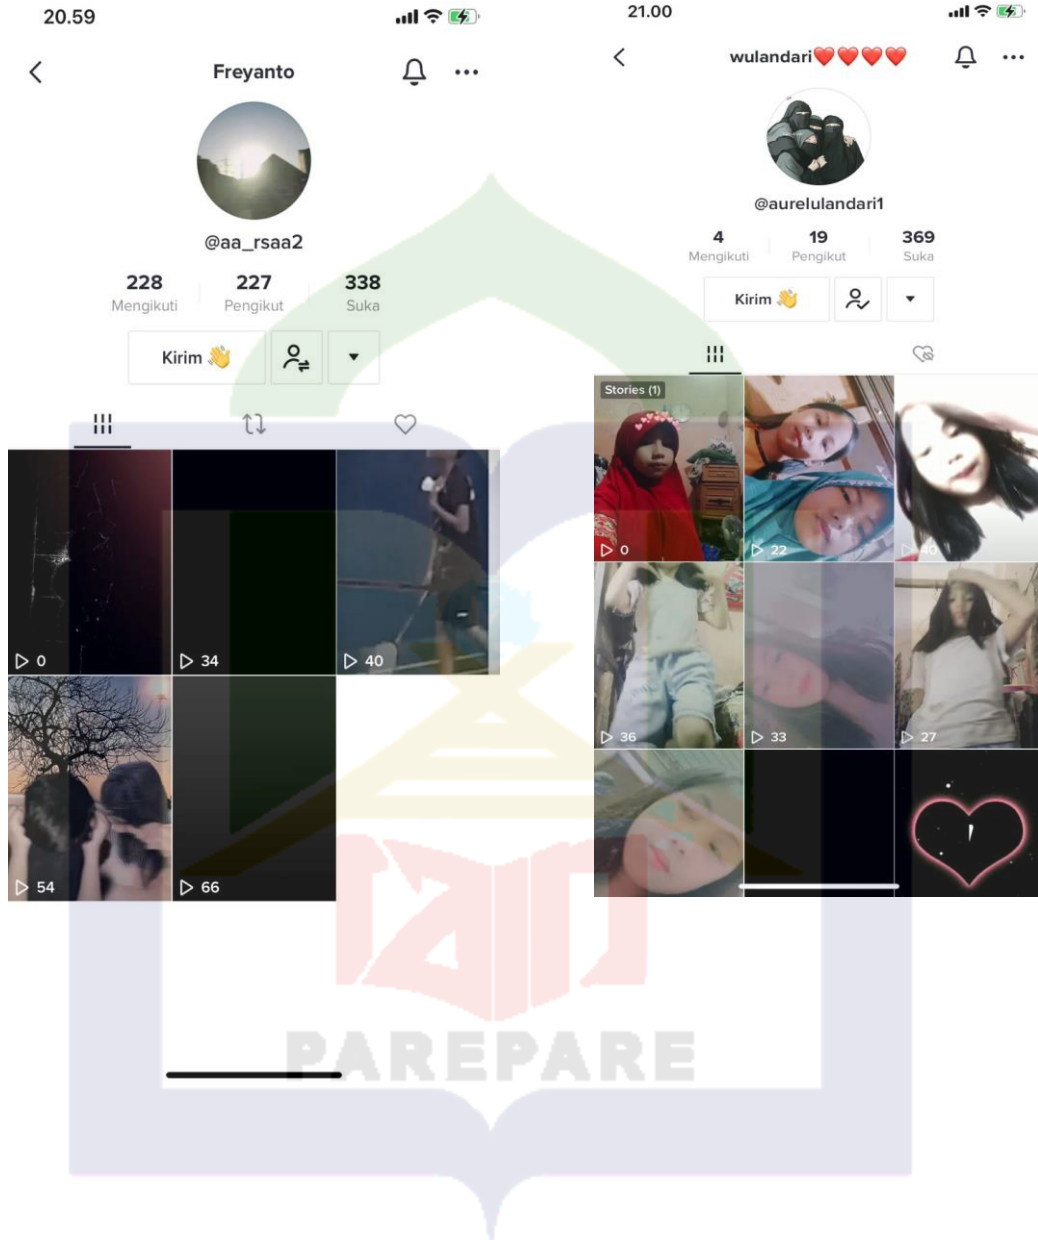 20.59
Freyanto
@aa_rsaa2
228 227 338
Mengikuti Pengikut Suka
Kirim 👋
0
34
40
54
66
21.00
wulandari❤️❤️❤️❤️
@aurelulandari1
4 19 369
Mengikuti Pengikut Suka
Kirim 👋
Stories (1)
0
22
40
36
33
27
PAREPARE